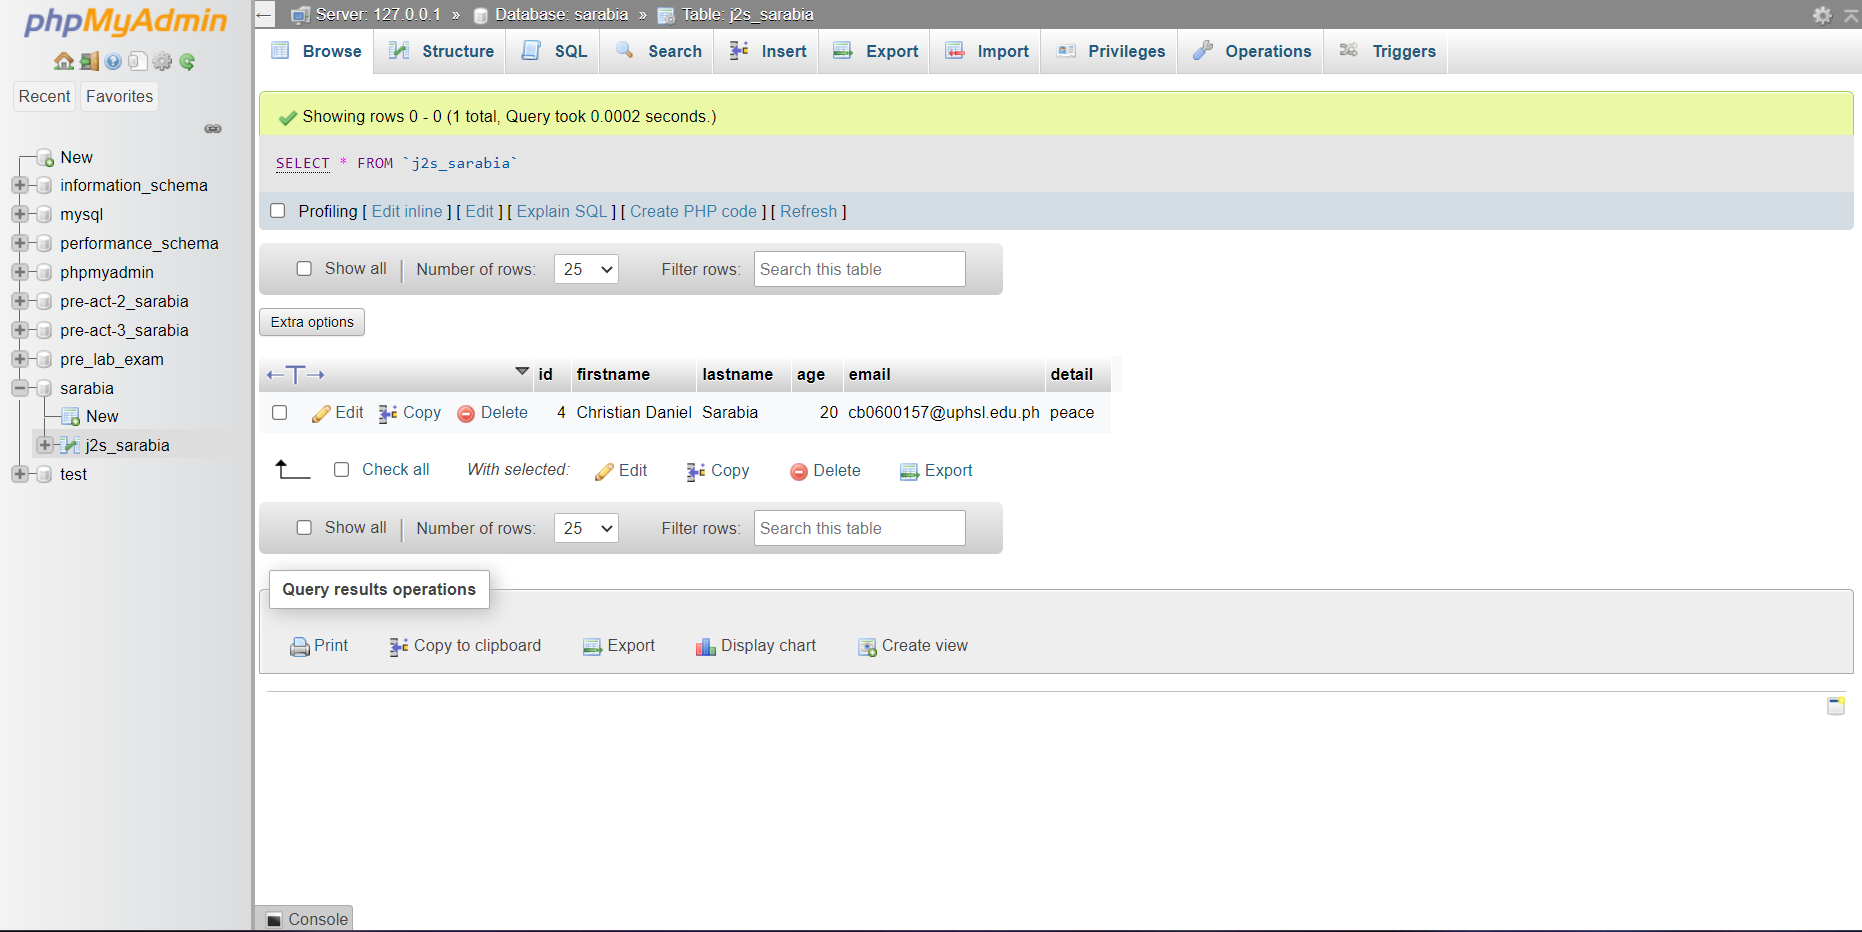 phpMyAdmin
Recent Favorites
New
information_schema
mysql
performance_schema
phpmyadmin
pre-act-2_sarabia
pre-act-3_sarabia
pre_lab_exam
sarabia
New
j2s_sarabia
test
Server: 127.0.0.1 » Database: sarabia » Table: j2s_sarabia
Browse Structure SQL Search Insert Export Import Privileges Operations Triggers
Showing rows 0 - 0 (1 total, Query took 0.0002 seconds.)
SELECT * FROM `j2s_sarabia`
Profiling [ Edit inline ] [ Edit ] [ Explain SQL ] [ Create PHP code ] [ Refresh ]
Show all | Number of rows: 25 Filter rows: Search this table
Extra options
←T→ id firstname lastname age email detail
Edit Copy Delete 4 Christian Daniel Sarabia 20 cb0600157@uphsl.edu.ph peace
Check all With selected: Edit Copy Delete Export
Show all | Number of rows: 25 Filter rows: Search this table
Query results operations
Print Copy to clipboard Export Display chart Create view
Console